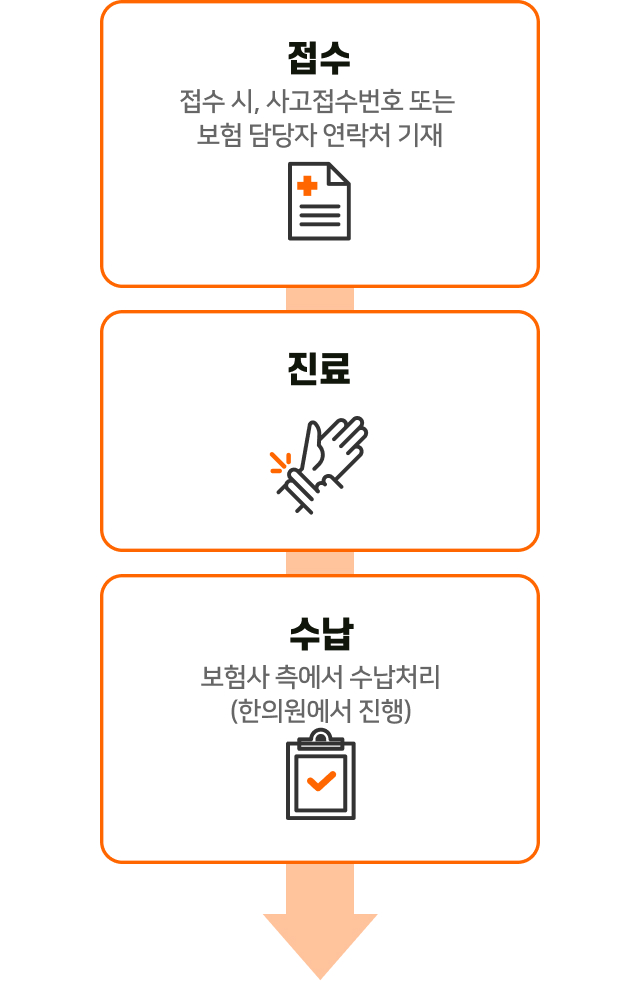 접수
접수 시, 사고접수번호 또는
보험 담당자 연락처 기재
진료
수납
보험사 측에서 수납처리
(한의원에서 진행)